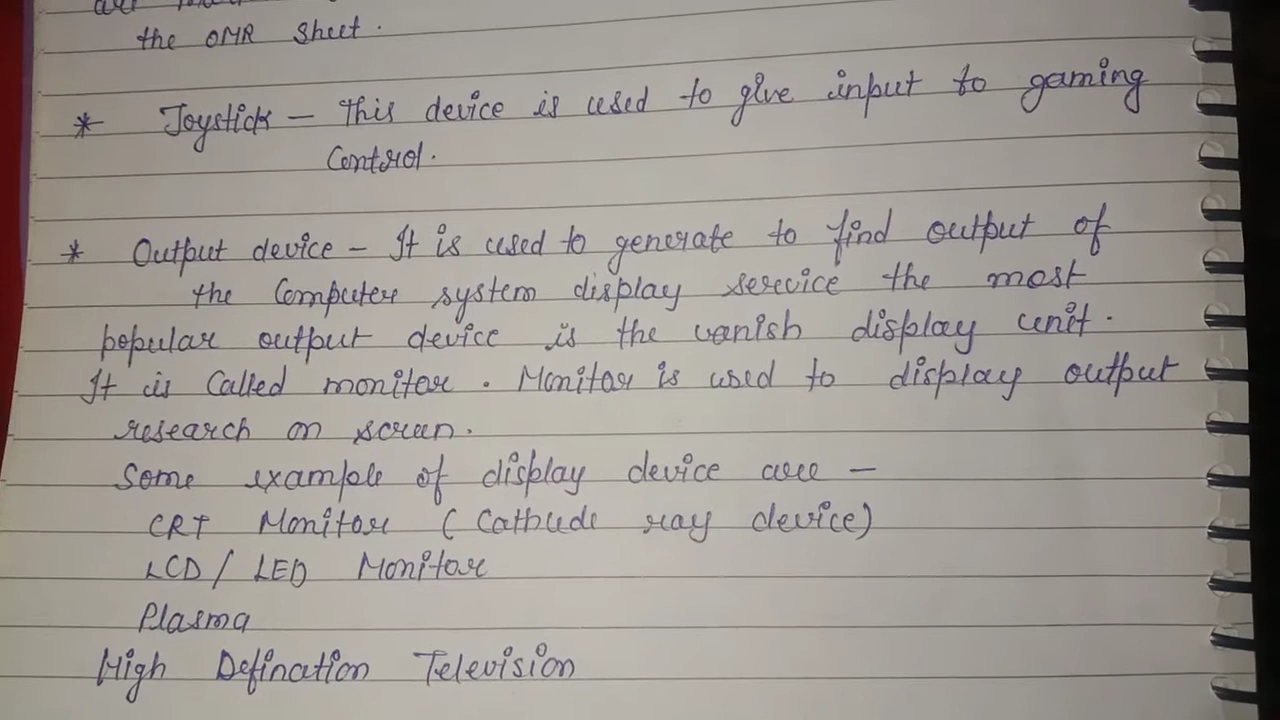 the OMR Sheet.
* Joystick - This device is used to give input to gaming
Control.
* Output device - It is used to generate to find output of
the Computer system display service the most
popular output device is the vanish display unit.
It is Called monitor. Monitor is used to display output
research on screen.
Some example of display device are -
CRT Monitor (Cathude ray device)
LCD / LED Monitor
Plasma
High Defination Television